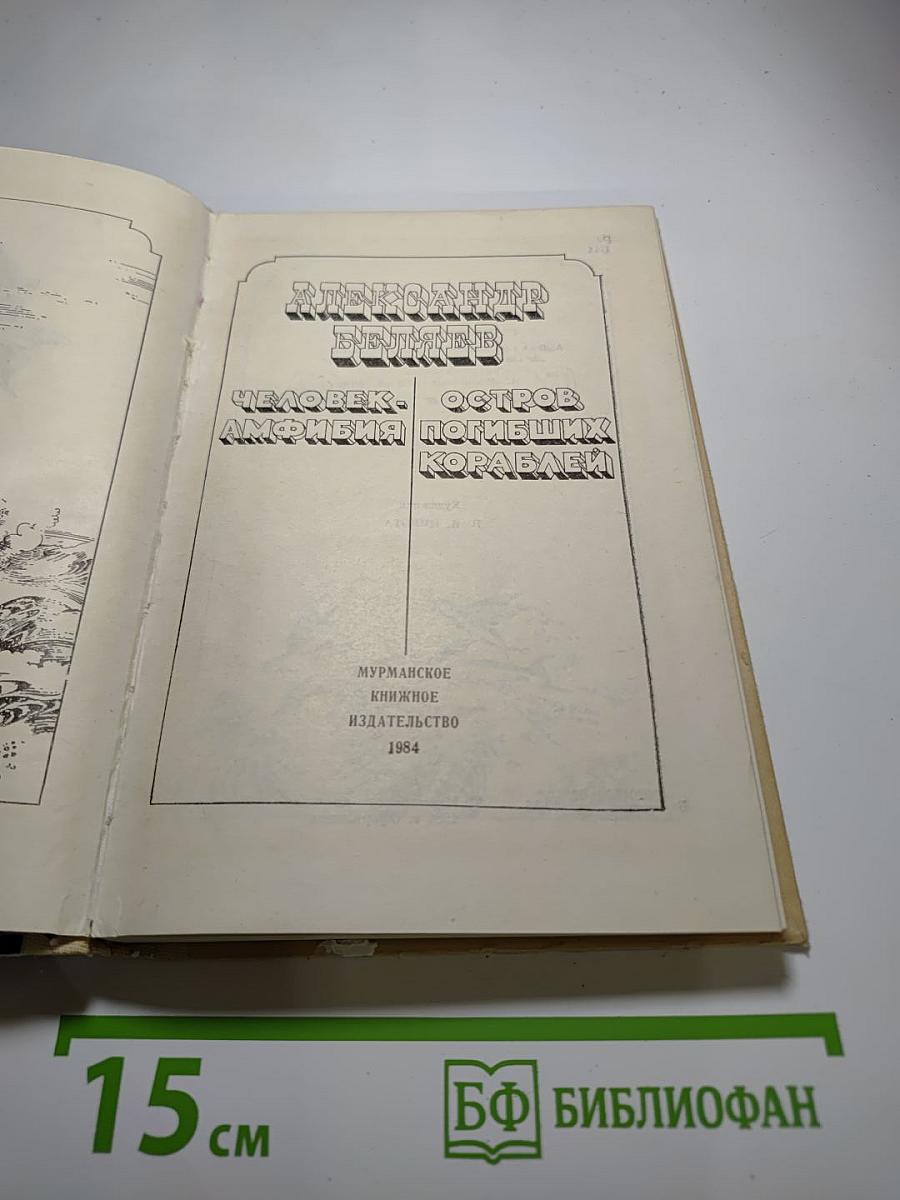 АЛЕКСАНДР
БЕЛЯЕВ
ЧЕЛОВЕК-
АМФИБИЯ
ОСТРОВ
ПОГИБШИХ
КОРАБЛЕЙ
МУРМАНСКОЕ
КНИЖНОЕ
ИЗДАТЕЛЬСТВО
1984
15 см
БФ БИБЛИОФАН